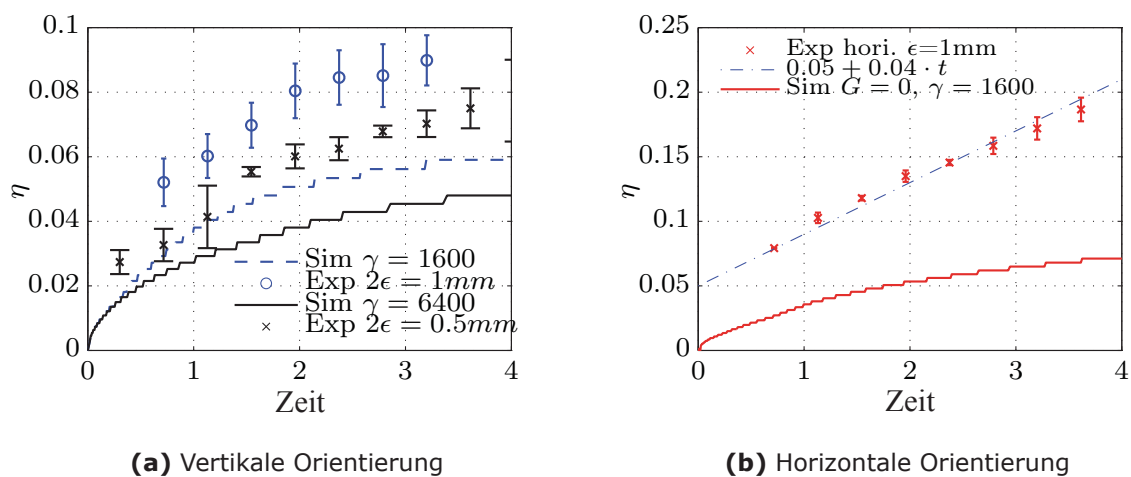 0.1
0.08
0.06
0.04
0.02
0
η
Sim γ = 1600
Exp 2ϵ = 1mm
Sim γ = 6400
Exp 2ϵ = 0.5mm
0 1 2 3 4
Zeit
(a) Vertikale Orientierung
0.25
0.2
0.15
0.1
0.05
0
η
Exp hori. ϵ=1mm
0.05 + 0.04 · t
Sim G = 0, γ = 1600
0 1 2 3 4
Zeit
(b) Horizontale Orientierung